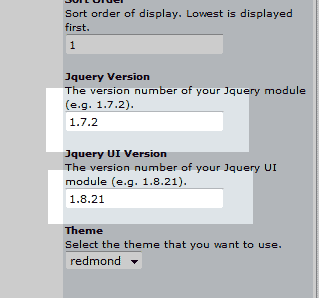 Sort Order
Sort order of display. Lowest is displayed
first.
1
Jquery Version
The version number of your Jquery module
(e.g. 1.7.2).
1.7.2
Jquery UI Version
The version number of your Jquery UI
module (e.g. 1.8.21).
1.8.21
Theme
Select the theme that you want to use.
redmond